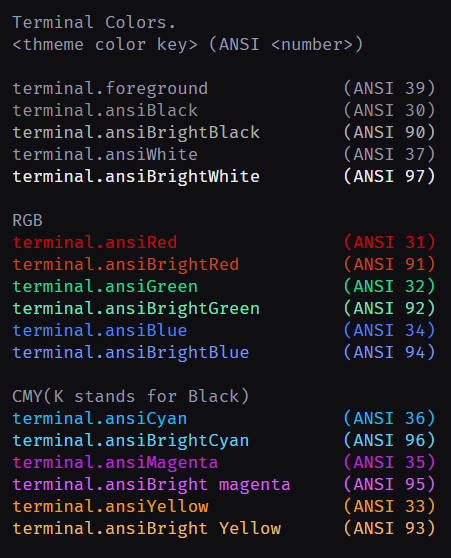 Terminal Colors.
<thmeme color key> (ANSI <number>)
terminal.foreground (ANSI 39)
terminal.ansiBlack (ANSI 30)
terminal.ansiBrightBlack (ANSI 90)
terminal.ansiWhite (ANSI 37)
terminal.ansiBrightWhite (ANSI 97)
RGB
terminal.ansiRed (ANSI 31)
terminal.ansiBrightRed (ANSI 91)
terminal.ansiGreen (ANSI 32)
terminal.ansiBrightGreen (ANSI 92)
terminal.ansiBlue (ANSI 34)
terminal.ansiBrightBlue (ANSI 94)
CMY(K stands for Black)
terminal.ansiCyan (ANSI 36)
terminal.ansiBrightCyan (ANSI 96)
terminal.ansiMagenta (ANSI 35)
terminal.ansiBright magenta (ANSI 95)
terminal.ansiYellow (ANSI 33)
terminal.ansiBright Yellow (ANSI 93)